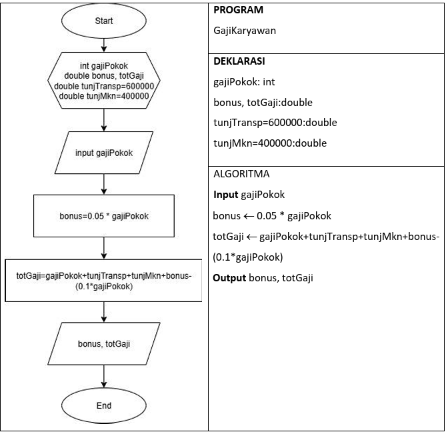 Start
int gajiPokok
double bonus, totGaji
double tunjTransp=600000
double tunjMkn=400000
input gajiPokok
bonus=0.05 * gajiPokok
totGaji=gajiPokok+tunjTransp+tunjMkn+bonus-
(0.1*gajiPokok)
bonus, totGaji
End
PROGRAM
GajiKaryawan
DEKLARASI
gajiPokok: int
bonus, totGaji:double
tunjTransp=600000:double
tunjMkn=400000:double
ALGORITMA
Input gajiPokok
bonus ← 0.05 * gajiPokok
totGaji ← gajiPokok+tunjTransp+tunjMkn+bonus-
(0.1*gajiPokok)
Output bonus, totGaji